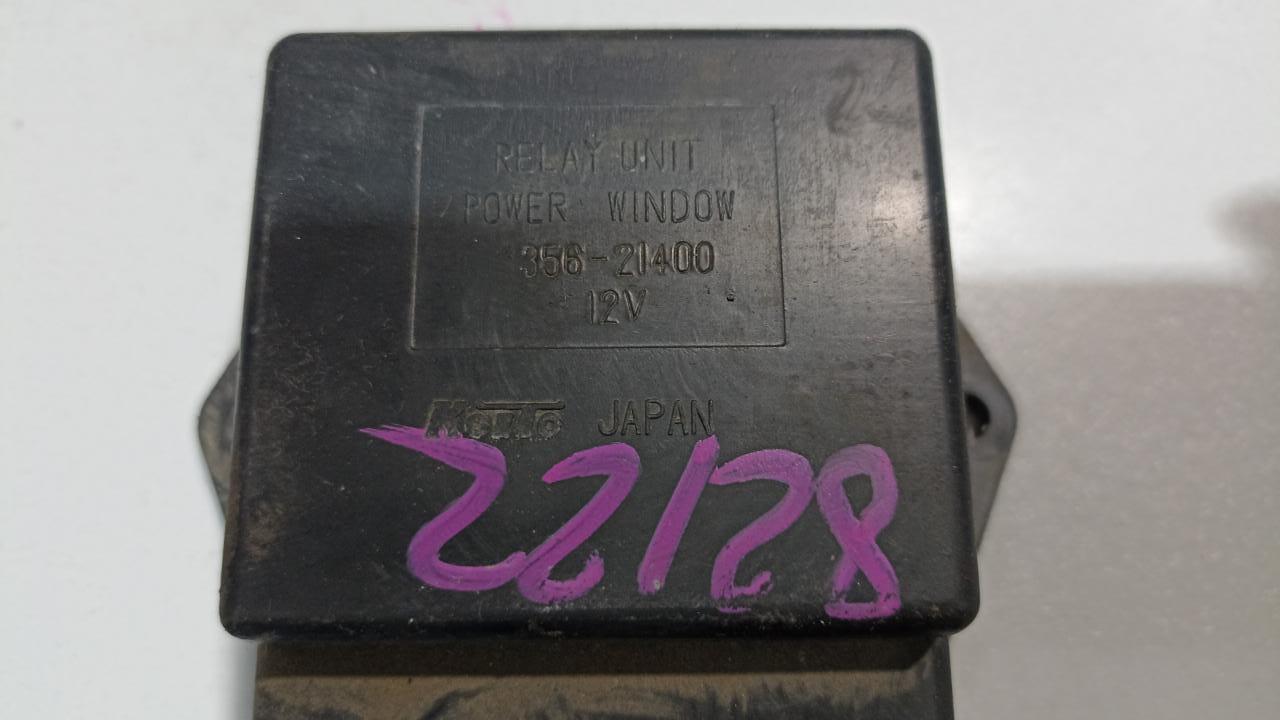 RELAY UNIT
POWER WINDOW
356-21400
12V
JAPAN
22128